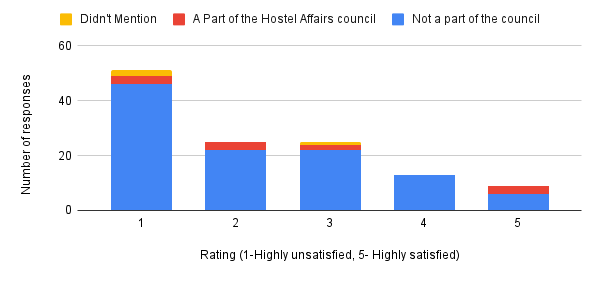 Didn't Mention A Part of the Hostel Affairs council Not a part of the council
60
40
20
0
Number of responses
1 2 3 4 5
Rating (1-Highly unsatisfied, 5- Highly satisfied)